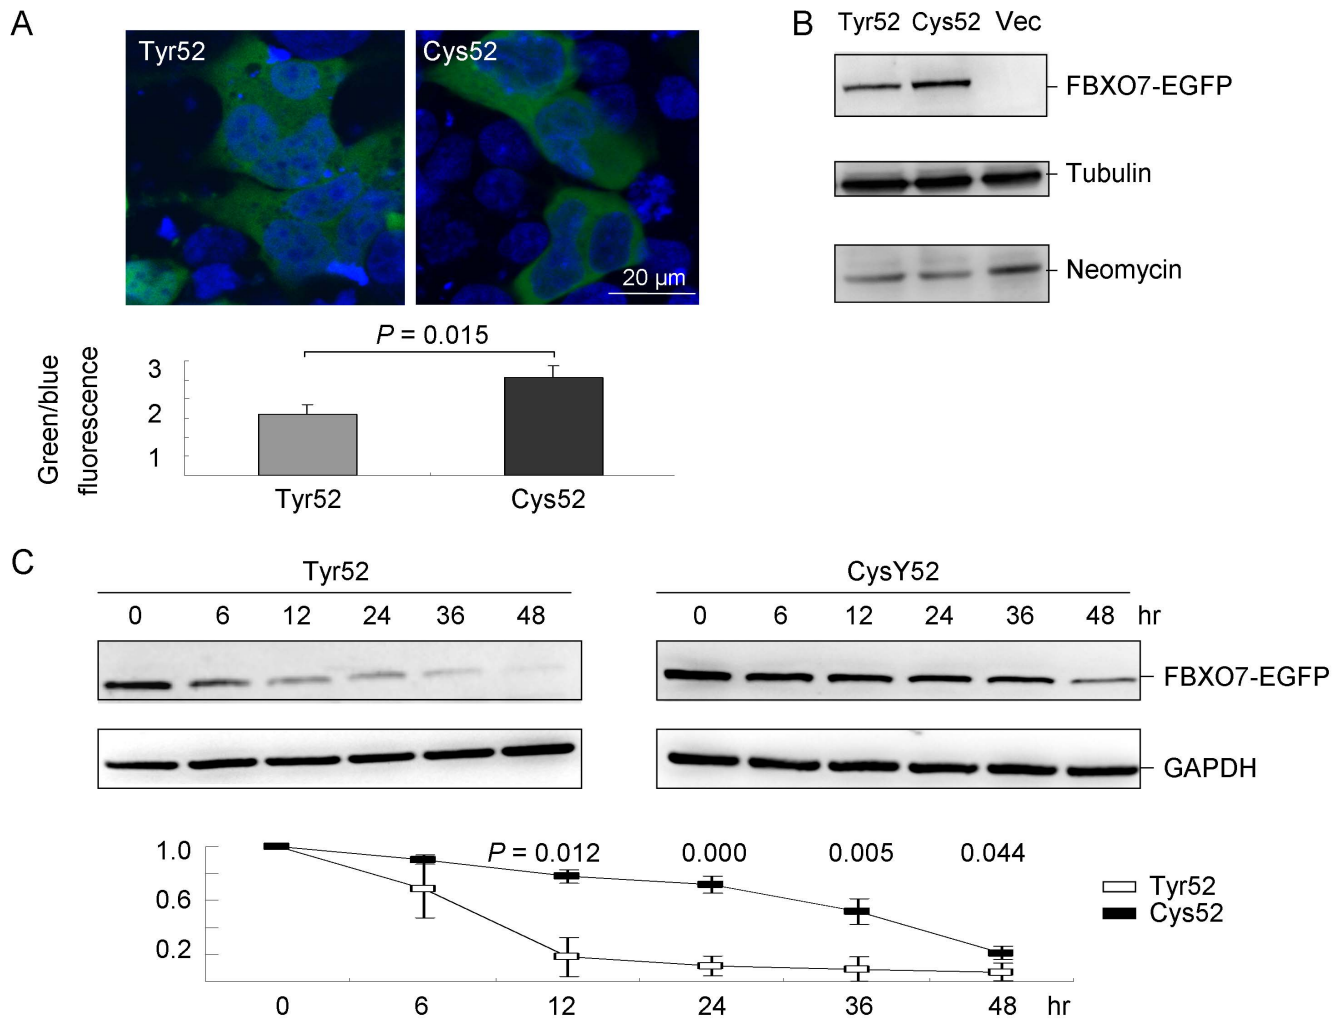 A
Tyr52
Cys52
20 µm
P = 0.015
Green/blue
fluorescence
3
2
1
Tyr52 Cys52
B
Tyr52 Cys52 Vec
FBXO7-EGFP
Tubulin
Neomycin
C
Tyr52 CysY52
0 6 12 24 36 48 0 6 12 24 36 48 hr
FBXO7-EGFP
GAPDH
1.0
0.6
0.2
P = 0.012 0.000 0.005 0.044
Tyr52
Cys52
0 6 12 24 36 48 hr